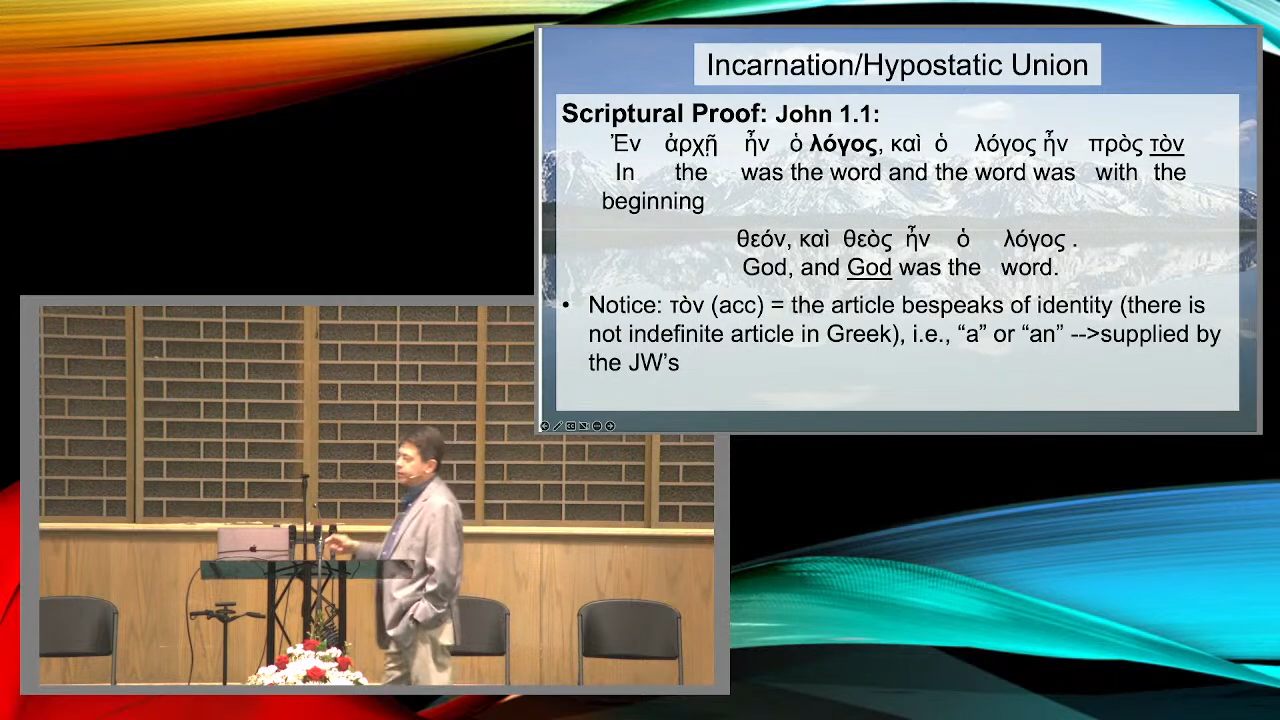 Incarnation/Hypostatic Union
Scriptural Proof: John 1.1:
Ἐν ἀρχῇ ἦν ὁ λόγος, καὶ ὁ λόγος ἦν πρὸς τὸν
In the was the word and the word was with the
beginning
θεόν, καὶ θεὸς ἦν ὁ λόγος .
God, and God was the word.
• Notice: τὸν (acc) = the article bespeaks of identity (there is
not indefinite article in Greek), i.e., “a” or “an” -->supplied by
the JW’s